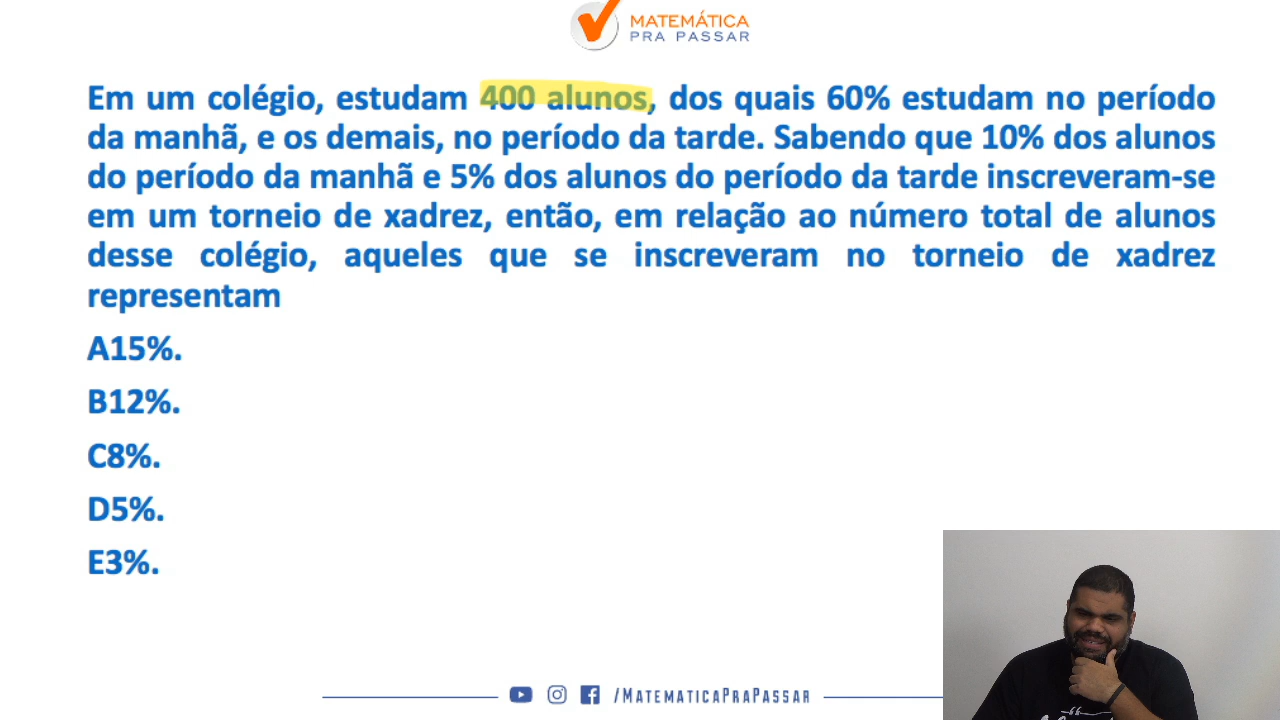 MATEMÁTICA
PRA PASSAR
Em um colégio, estudam 400 alunos, dos quais 60% estudam no período
da manhã, e os demais, no período da tarde. Sabendo que 10% dos alunos
do período da manhã e 5% dos alunos do período da tarde inscreveram-se
em um torneio de xadrez, então, em relação ao número total de alunos
desse colégio, aqueles que se inscreveram no torneio de xadrez
representam
A15%.
B12%.
C8%.
D5%.
E3%.
/MATEMATICAPRAPASSAR